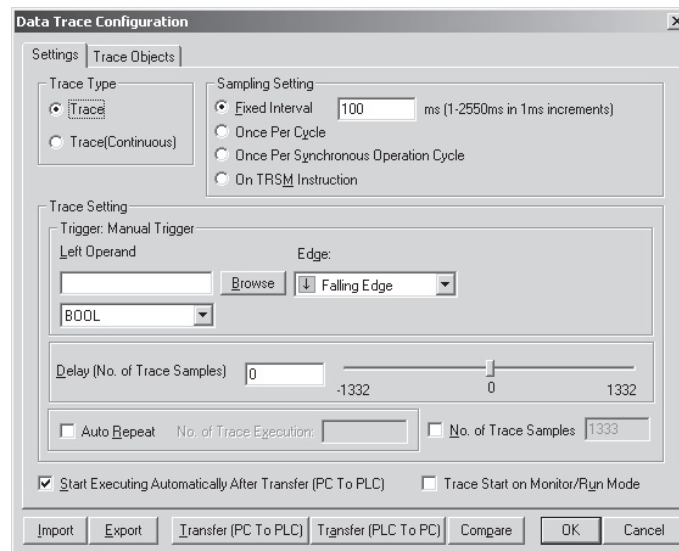 Data Trace Configuration
Settings
Trace Objects
Trace Type
Trace
Trace(Continuous)
Sampling Setting
Fixed Interval 100 ms (1-2550ms in 1ms increments)
Once Per Cycle
Once Per Synchronous Operation Cycle
On TRSM Instruction
Trace Setting
Trigger: Manual Trigger
Left Operand
Edge:
Browse
Falling Edge
BOOL
Delay (No. of Trace Samples) 0
-1332 0 1332
Auto Repeat No. of Trace Execution:
No. of Trace Samples 1333
Start Executing Automatically After Transfer (PC To PLC)
Trace Start on Monitor/Run Mode
Import Export Transfer (PC To PLC) Transfer (PLC To PC) Compare OK Cancel